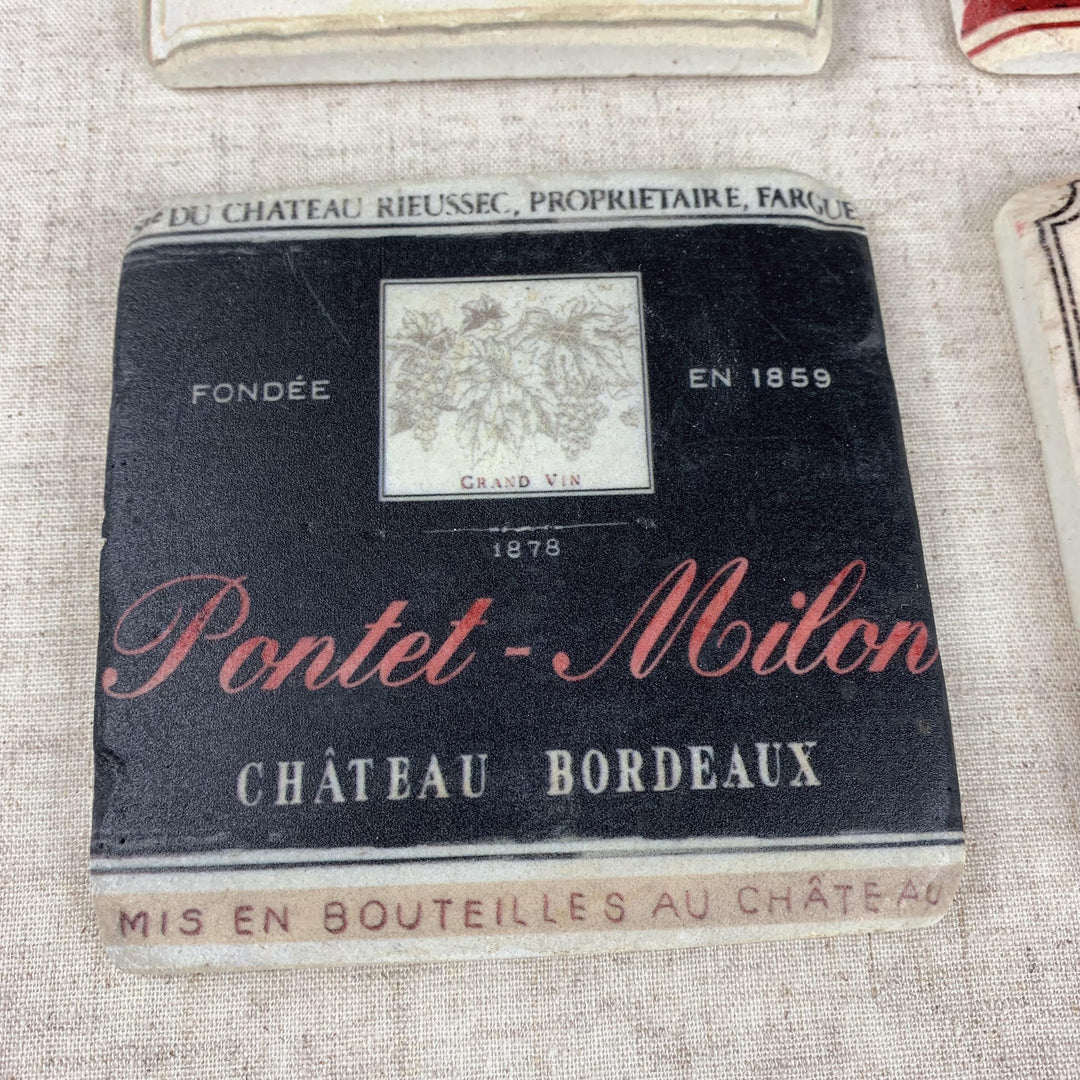 Sᵗᵉ DU CHATEAU RIEUSSEC, PROPRIETAIRE, FARGUE
FONDÉE EN 1859
GRAND VIN
1878
Pontet - Milon
CHÂTEAU BORDEAUX
MIS EN BOUTEILLES AU CHÂTEAU